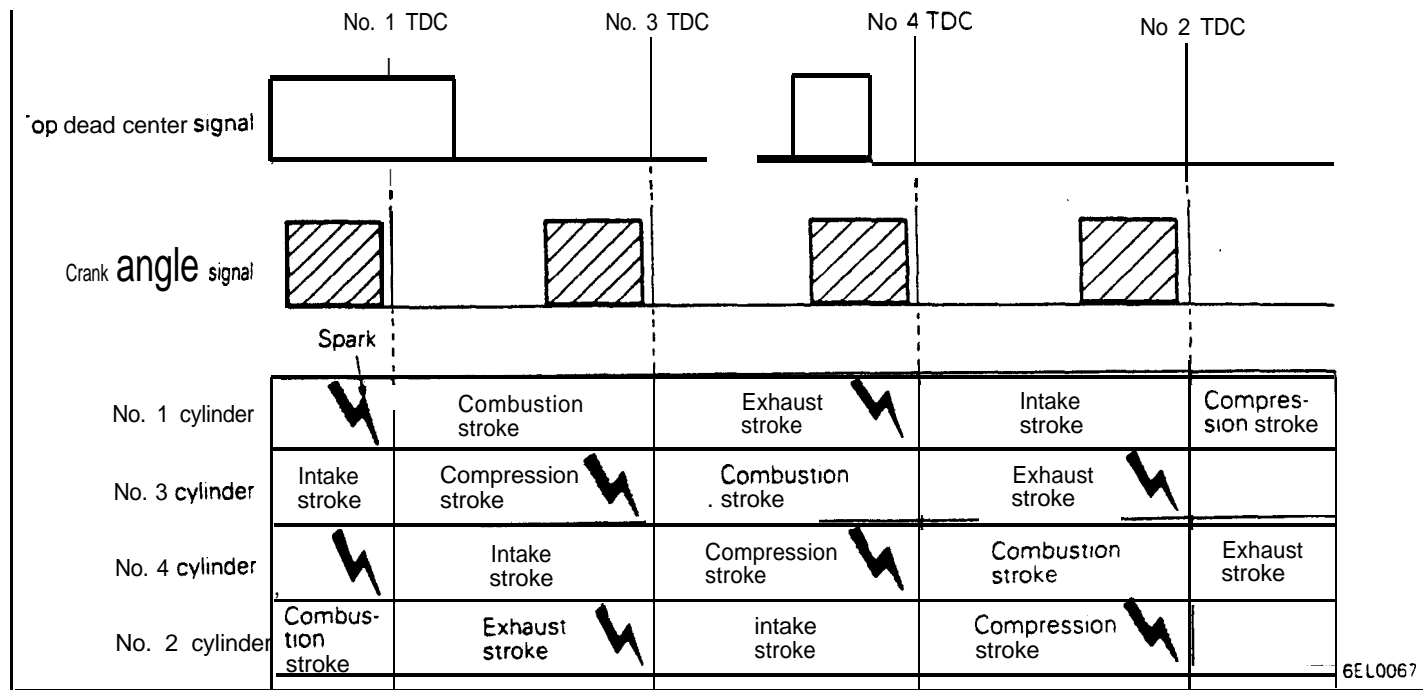 No. 1 TDC
No. 3 TDC
No 4 TDC
No 2 TDC
op dead center signal
Crank angle signal
Spark
No. 1 cylinder
Combustion
stroke
Exhaust
stroke
Intake
stroke
Compres-
sion stroke
No. 3 cylinder
Intake
stroke
Compression
stroke
Combustion
. stroke
Exhaust
stroke
No. 4 cylinder
Intake
stroke
Compression
stroke
Combustion
stroke
Exhaust
stroke
No. 2 cylinder
Combus-
tion
stroke
Exhaust
stroke
intake
stroke
Compression
stroke
6EL0067